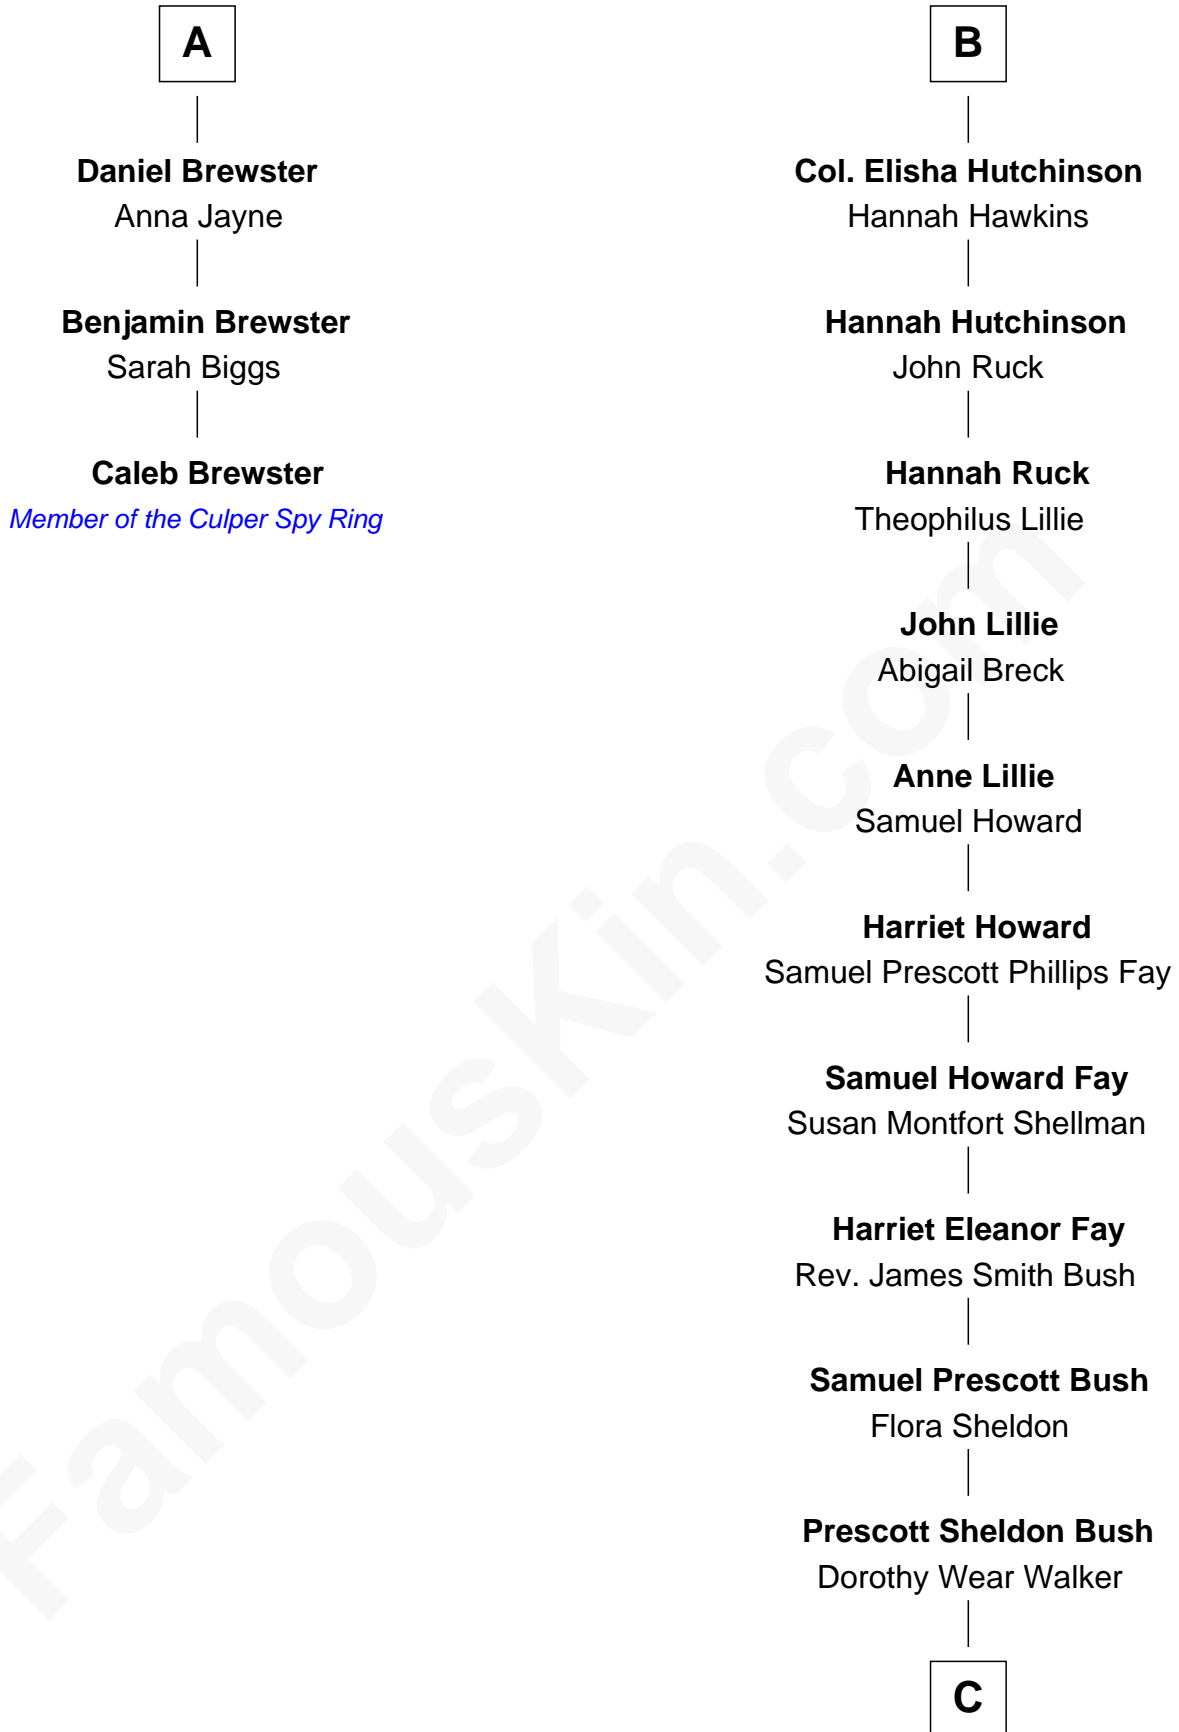 A
Daniel Brewster
Anna Jayne
Benjamin Brewster
Sarah Biggs
Caleb Brewster
Member of the Culper Spy Ring
B
Col. Elisha Hutchinson
Hannah Hawkins
Hannah Hutchinson
John Ruck
Hannah Ruck
Theophilus Lillie
John Lillie
Abigail Breck
Anne Lillie
Samuel Howard
Harriet Howard
Samuel Prescott Phillips Fay
Samuel Howard Fay
Susan Montfort Shellman
Harriet Eleanor Fay
Rev. James Smith Bush
Samuel Prescott Bush
Flora Sheldon
Prescott Sheldon Bush
Dorothy Wear Walker
C
FamousKin.com